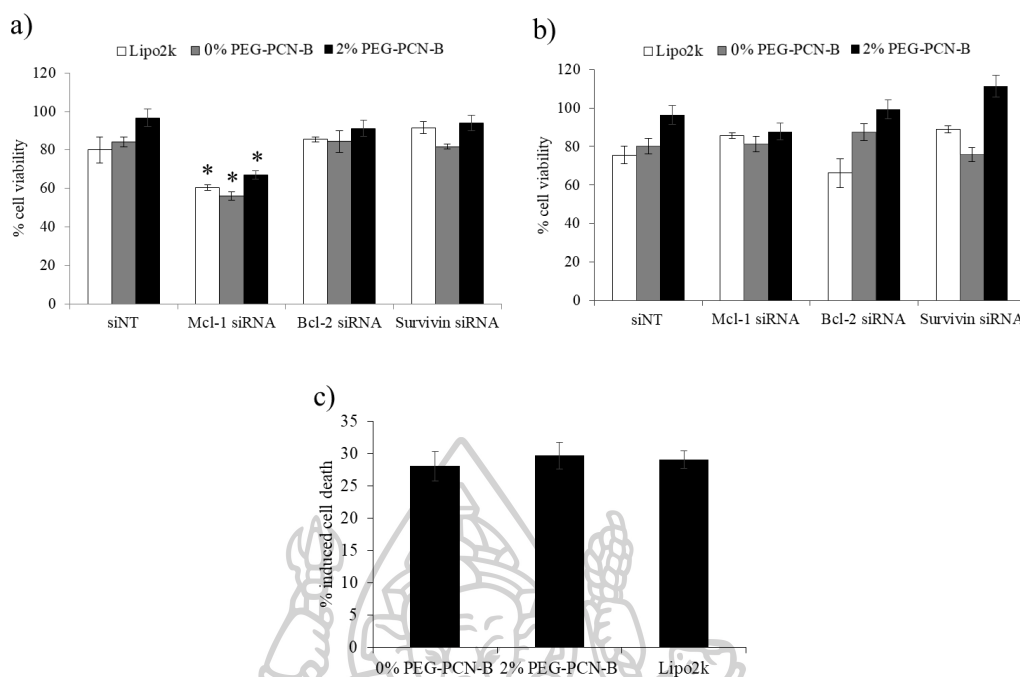 a)
Lipo2k 0% PEG-PCN-B 2% PEG-PCN-B
% cell viability
120
100
80
60
40
20
0
* * *
siNT Mcl-1 siRNA Bcl-2 siRNA Survivin siRNA
b)
Lipo2k 0% PEG-PCN-B 2% PEG-PCN-B
% cell viability
120
100
80
60
40
20
0
siNT Mcl-1 siRNA Bcl-2 siRNA Survivin siRNA
c)
% induced cell death
35
30
25
20
15
10
5
0
0% PEG-PCN-B 2% PEG-PCN-B Lipo2k